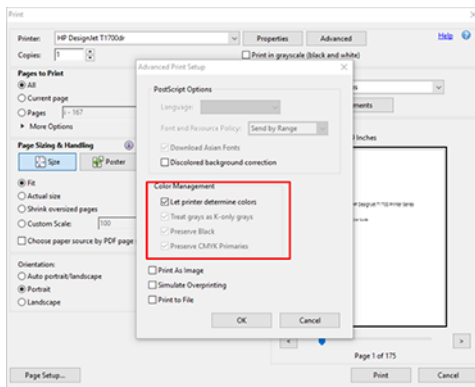 Print
Printer: HP DesignJet T1700dr Properties Advanced Help
Copies: 1 Print in grayscale (black and white)
Pages to Print
All
Current page
Pages 1 - 167
More Options
Page Sizing & Handling
Size Poster
Fit
Actual size
Shrink oversized pages
Custom Scale: 100
Choose paper source by PDF page
Orientation:
Auto portrait/landscape
Portrait
Landscape
Advanced Print Setup
PostScript Options
Language:
Font and Resource Policy: Send by Range
Download Asian Fonts
Discolored background correction
Color Management
Let printer determine colors
Treat grays as K-only grays
Preserve Black
Preserve CMYK Primaries
Print As Image
Simulate Overprinting
Print to File
OK Cancel
Inches
Page 1 of 175
Page Setup... Print Cancel